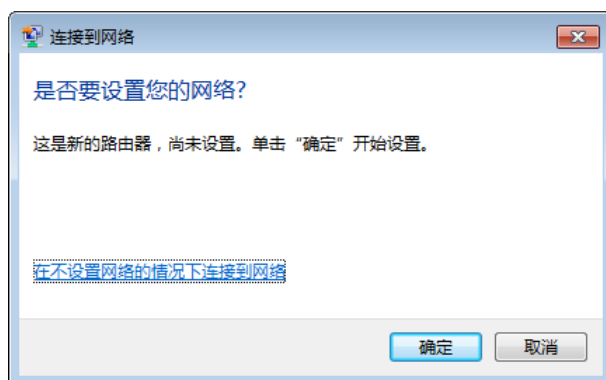 连接到网络
是否要设置您的网络?
这是新的路由器，尚未设置。单击“确定”开始设置。
在不设置网络的情况下连接到网络
确定
取消